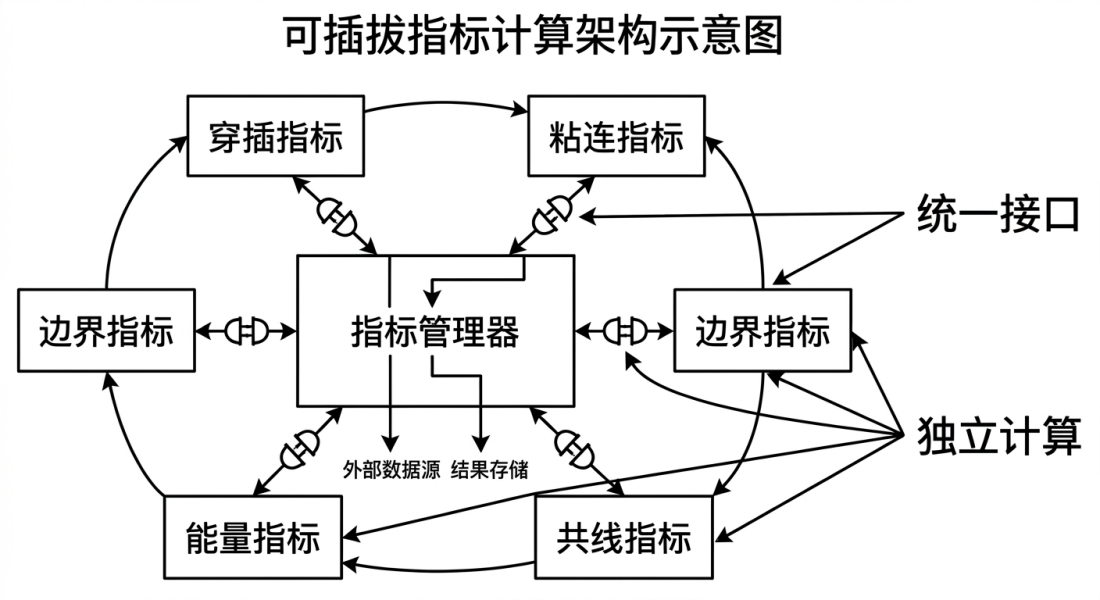 可插拔指标计算架构示意图
穿插指标
粘连指标
统一接口
边界指标
指标管理器
边界指标
独立计算
外部数据源
结果存储
能量指标
共线指标